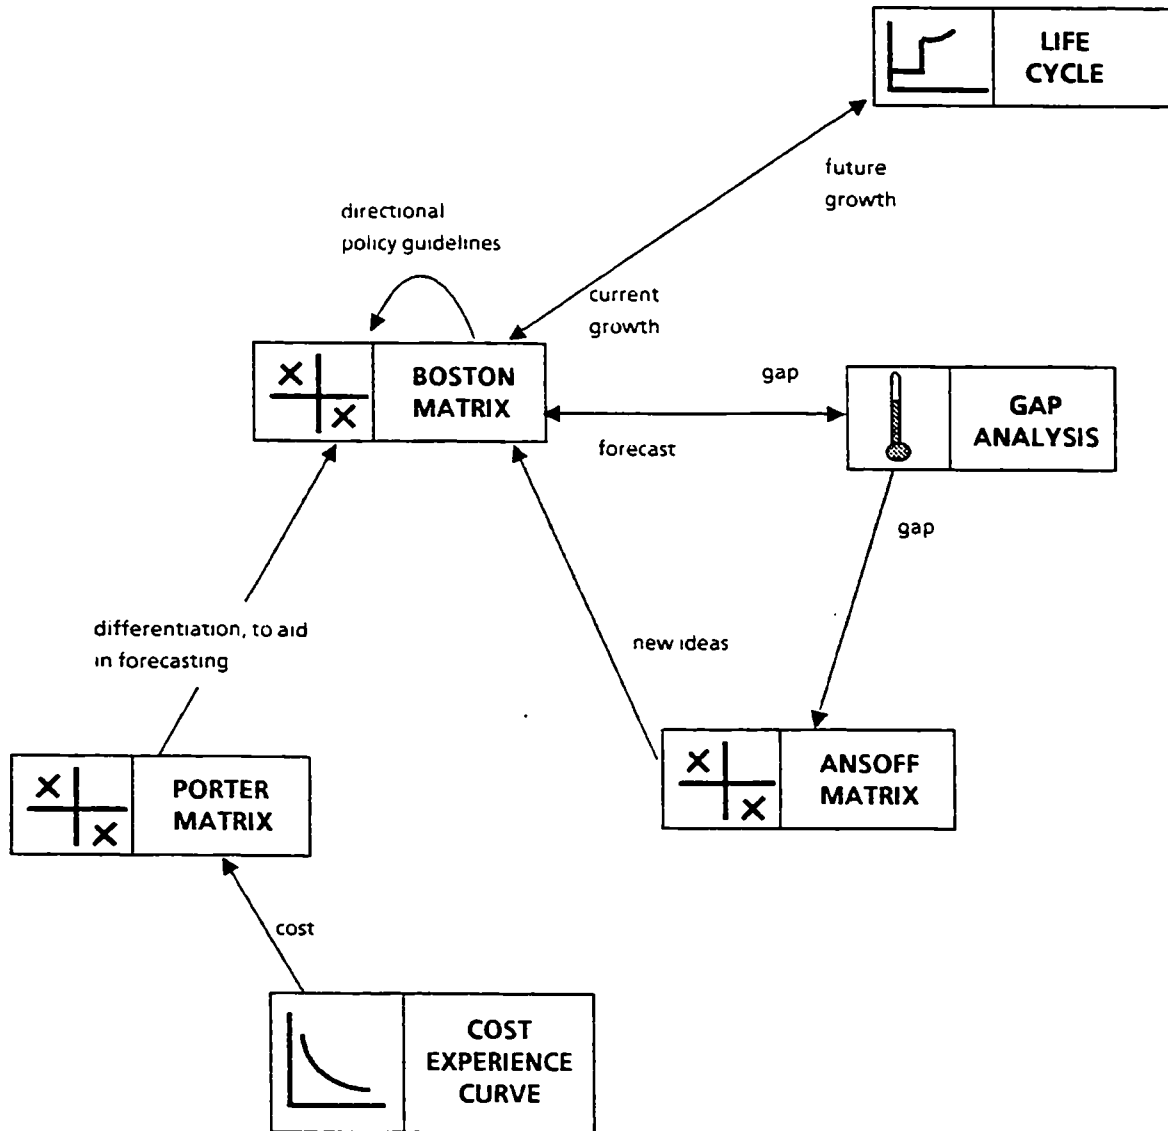 LIFE
CYCLE
future
growth
directional
policy guidelines
current
growth
BOSTON
MATRIX
gap
forecast
GAP
ANALYSIS
gap
differentiation, to aid
in forecasting
new ideas
PORTER
MATRIX
ANSOFF
MATRIX
cost
COST
EXPERIENCE
CURVE